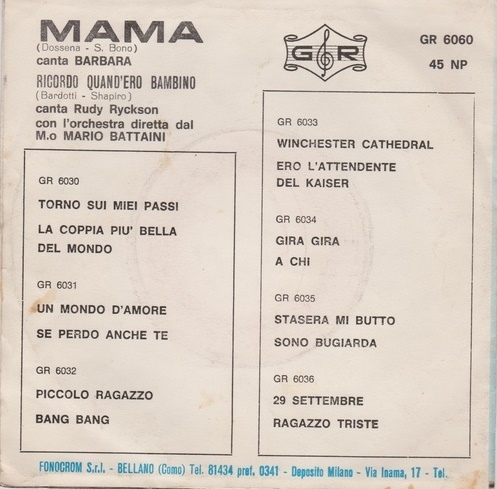 MAMA
(Dossena - S. Bono)
canta BARBARA
RICORDO QUAND'ERO BAMBINO
(Bardotti - Shapiro)
canta Rudy Ryckson
con l'orchestra diretta dal
M.o MARIO BATTAINI
G R
GR 6060
45 NP
GR 6030
TORNO SUI MIEI PASSI
LA COPPIA PIU' BELLA
DEL MONDO
GR 6031
UN MONDO D'AMORE
SE PERDO ANCHE TE
GR 6032
PICCOLO RAGAZZO
BANG BANG
GR 6033
WINCHESTER CATHEDRAL
ERO L'ATTENDENTE
DEL KAISER
GR 6034
GIRA GIRA
A CHI
GR 6035
STASERA MI BUTTO
SONO BUGIARDA
GR 6036
29 SETTEMBRE
RAGAZZO TRISTE
FONOCROM S.r.l. - BELLANO (Como) Tel. 81434 pref. 0341 - Deposito Milano - Via Inama, 17 - Tel.